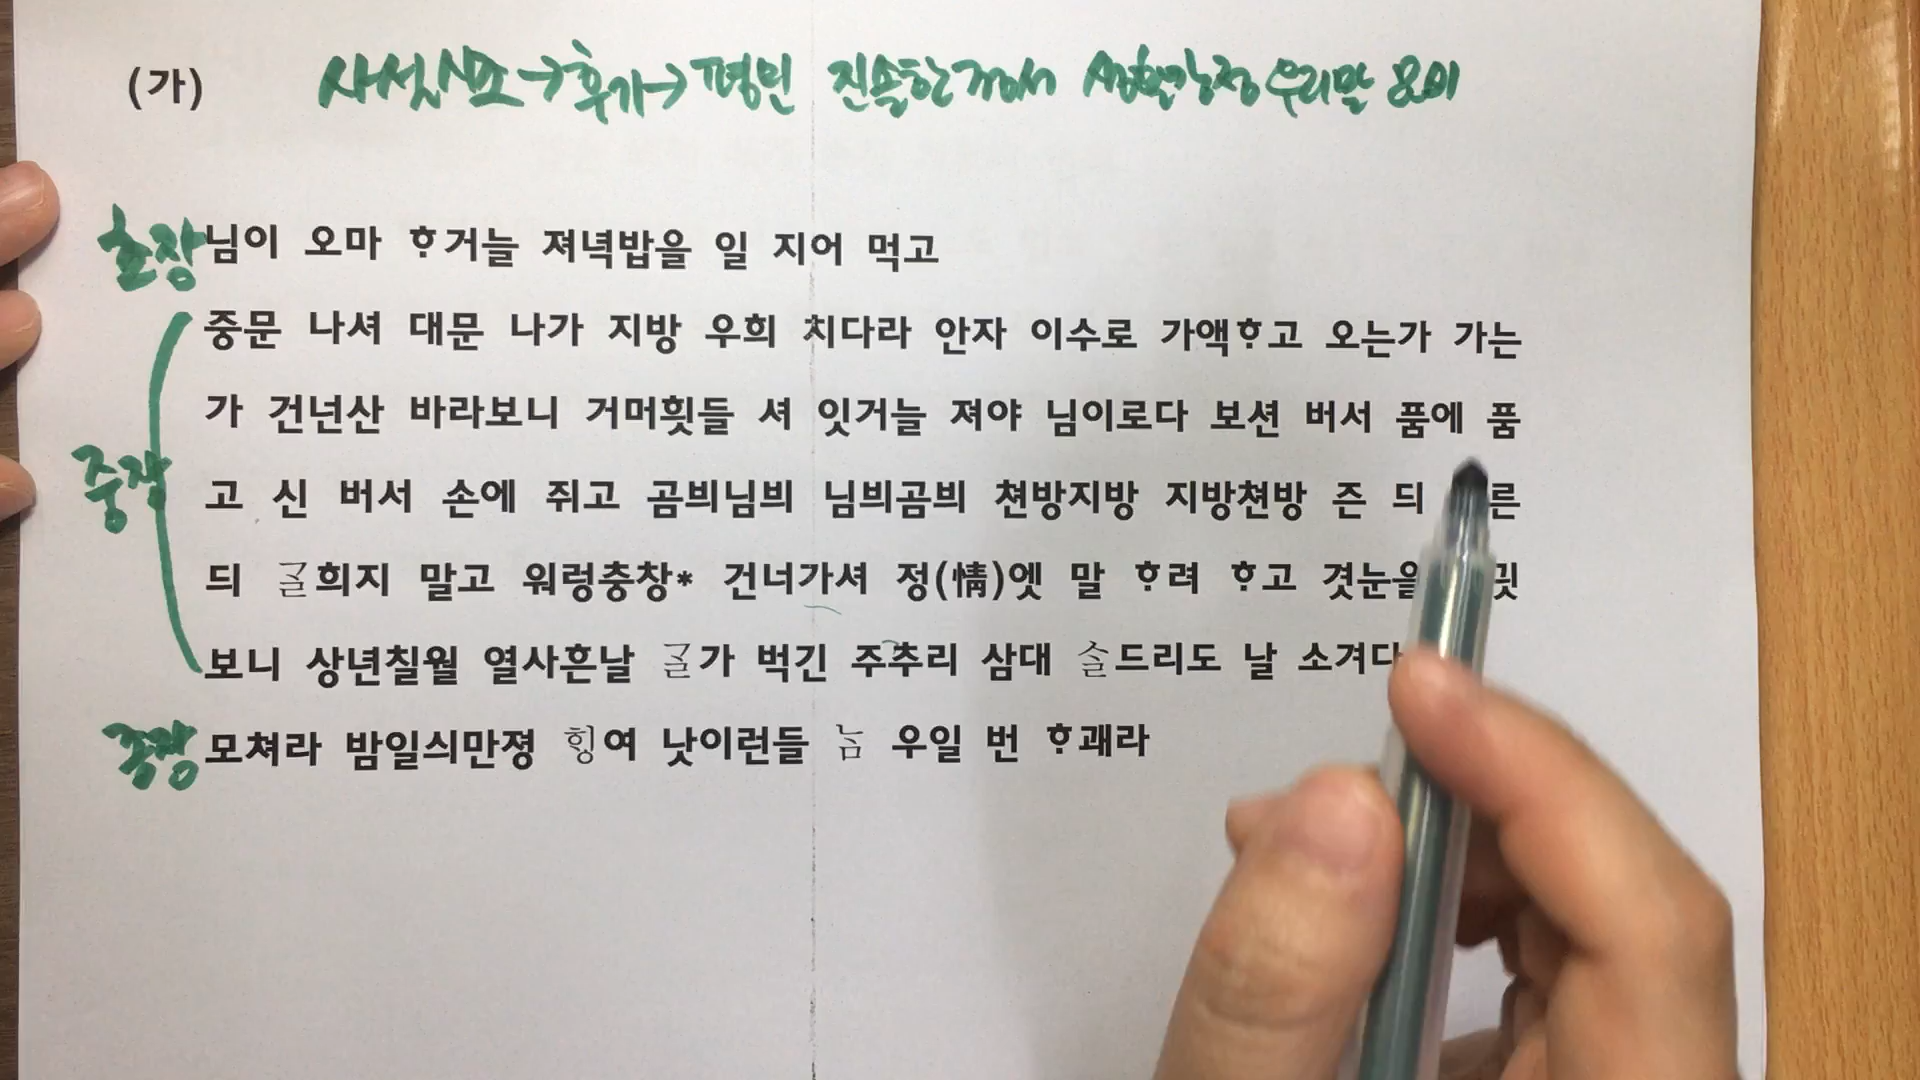 (가) 사설시조→후가→평민 진솔한 정서 생활감정 우리말 묘미
초장 님이 오마 ᄒᆞ거늘 져녁밥을 일 지어 먹고
중문 나셔 대문 나가 지방 우희 치다라 안자 이수로 가액ᄒᆞ고 오는가 가는
가 건넌산 바라보니 거머흿들 셔 잇거늘 져야 님이로다 보션 버서 품에 품
중장 고 신 버서 손에 쥐고 곰븨님븨 님븨곰븨 쳔방지방 지방쳔방 즌 듸 른
듸 ᄀᆞᆯ희지 말고 워렁충창* 건너가셔 정(情)엣 말 ᄒᆞ려 ᄒᆞ고 겻눈을 긧
보니 상년칠월 열사흔날 ᄀᆞᆯ가 벅긴 주추리 삼대 ᄉᆞᆯ드리도 날 소겨다
종장 모쳐라 밤일싀만졍 ᄒᆡᆼ여 낫이런들 ᄂᆞᆷ 우일 번 ᄒᆞ괘라